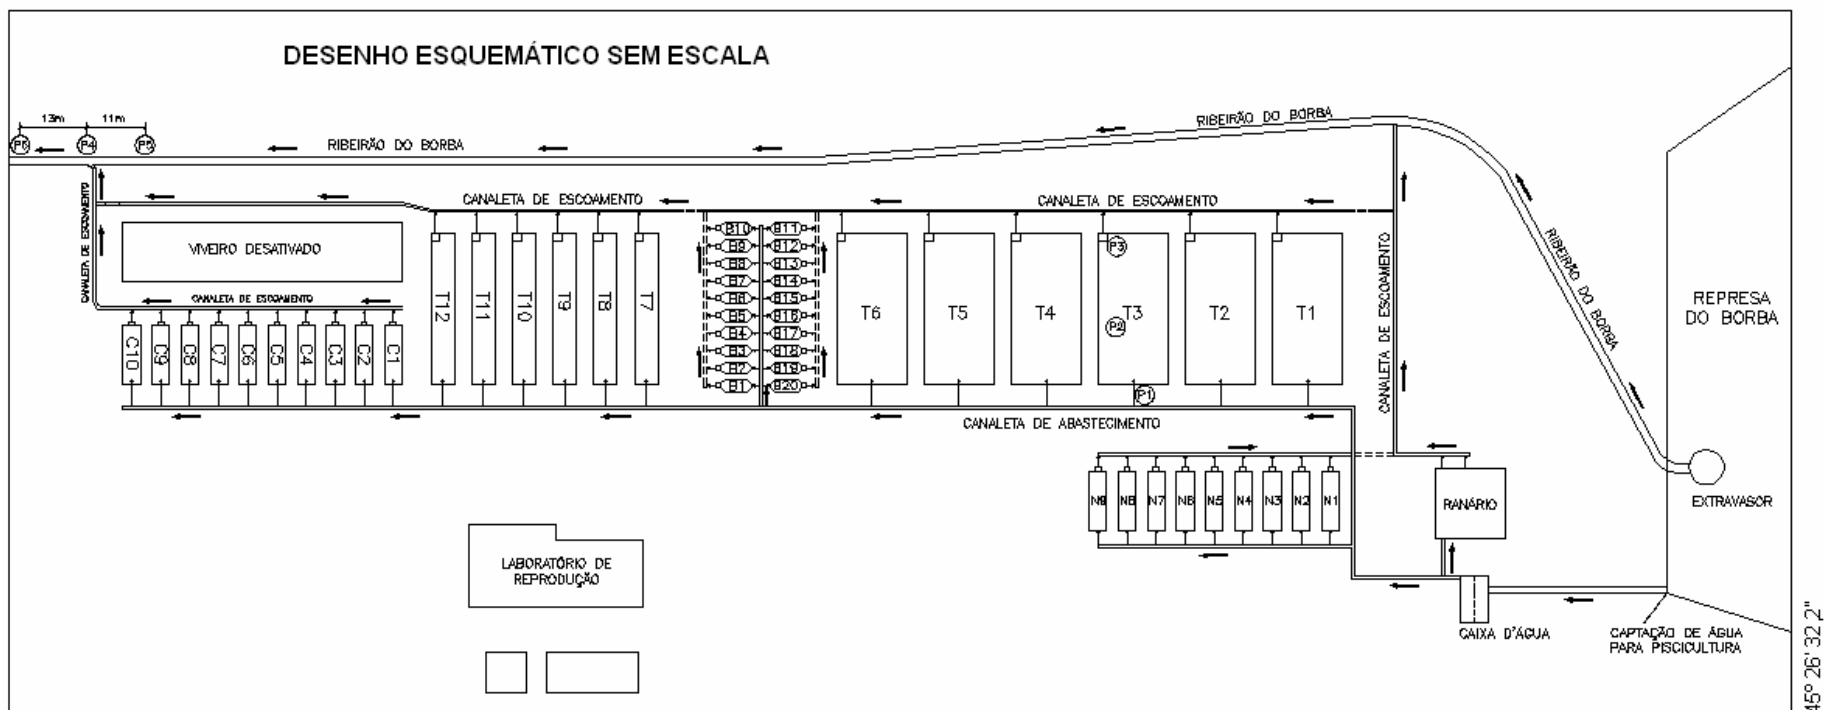 DESENHO ESQUEMÁTICO SEM ESCALA
13m
11m
P6
P4
P5
RIBEIRÃO DO BORBA
RIBEIRÃO DO BORBA
RIBEIRÃO DO BORBA
CANALETA DE ESCOAMENTO
CANALETA DE ESCOAMENTO
CANALETA DE ESCOAMENTO
CANALETA DE ESCOAMENTO
CANALETA DE ESCOAMENTO
VIVEIRO DESATIVADO
C10
C9
C8
C7
C6
C5
C4
C3
C2
C1
T12
T11
T10
T9
T8
T7
B10
B9
B8
B7
B6
B5
B4
B3
B2
B1
B11
B12
B13
B14
B15
B16
B17
B18
B19
B20
T6
T5
T4
T3
T2
T1
P3
P2
P1
CANALETA DE ABASTECIMENTO
N9
N8
N7
N6
N5
N4
N3
N2
N1
RANÁRIO
REPRESA
DO BORBA
EXTRAVASOR
LABORATÓRIO DE
REPRODUÇÃO
CAIXA D'ÁGUA
CAPTAÇÃO DE ÁGUA
PARA PISCICULTURA
45° 26' 32,2"